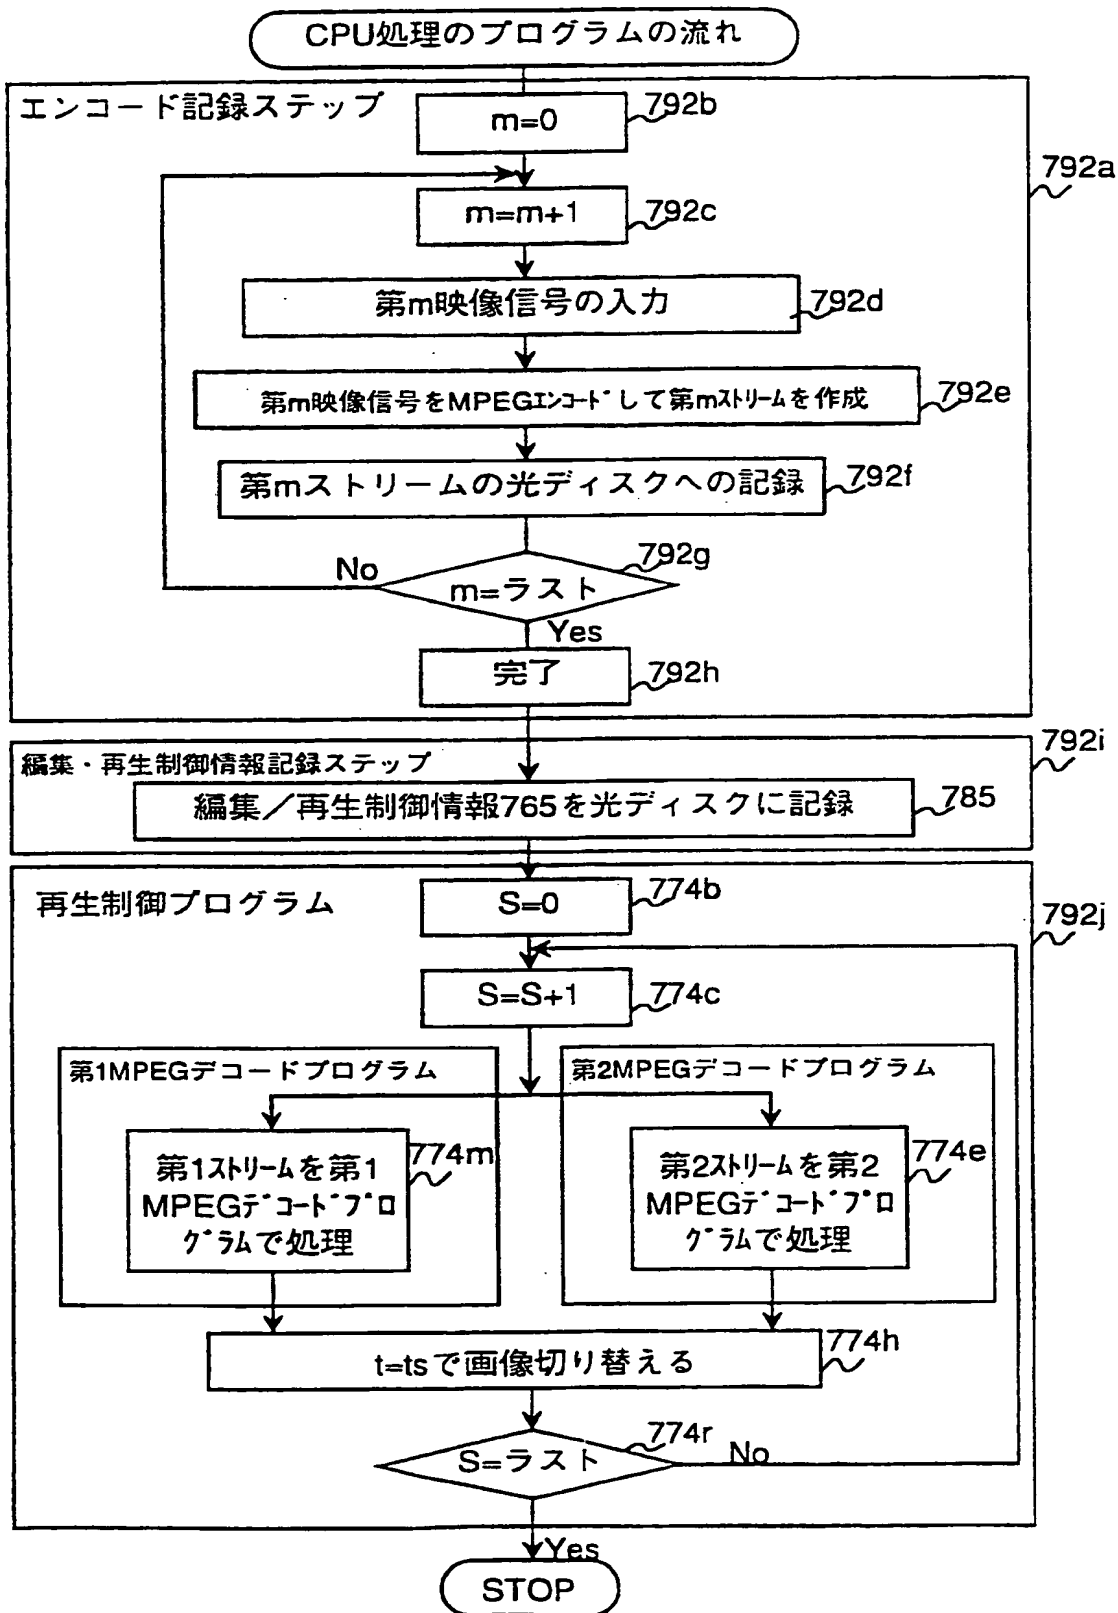 CPU処理のプログラムの流れ
エンコード記録ステップ
m=0
792b
792a
m=m+1
792c
第m映像信号の入力
792d
第m映像信号をMPEGｴﾝｺｰﾄﾞして第mｽﾄﾘｰﾑを作成
792e
第mストリームの光ディスクへの記録
792f
792g
No
m=ラスト
Yes
完了
792h
792i
編集・再生制御情報記録ステップ
編集／再生制御情報765を光ディスクに記録
785
再生制御プログラム
S=0
774b
792j
S=S+1
774c
第1MPEGデコードプログラム
第2MPEGデコードプログラム
第1ｽﾄﾘｰﾑを第1
MPEGﾃﾞｺｰﾄﾞﾌﾟﾛ
ｸﾞﾗﾑで処理
774m
第2ｽﾄﾘｰﾑを第2
MPEGﾃﾞｺｰﾄﾞﾌﾟﾛ
ｸﾞﾗﾑで処理
774e
t=tsで画像切り替える
774h
774r
S=ラスト
No
Yes
STOP